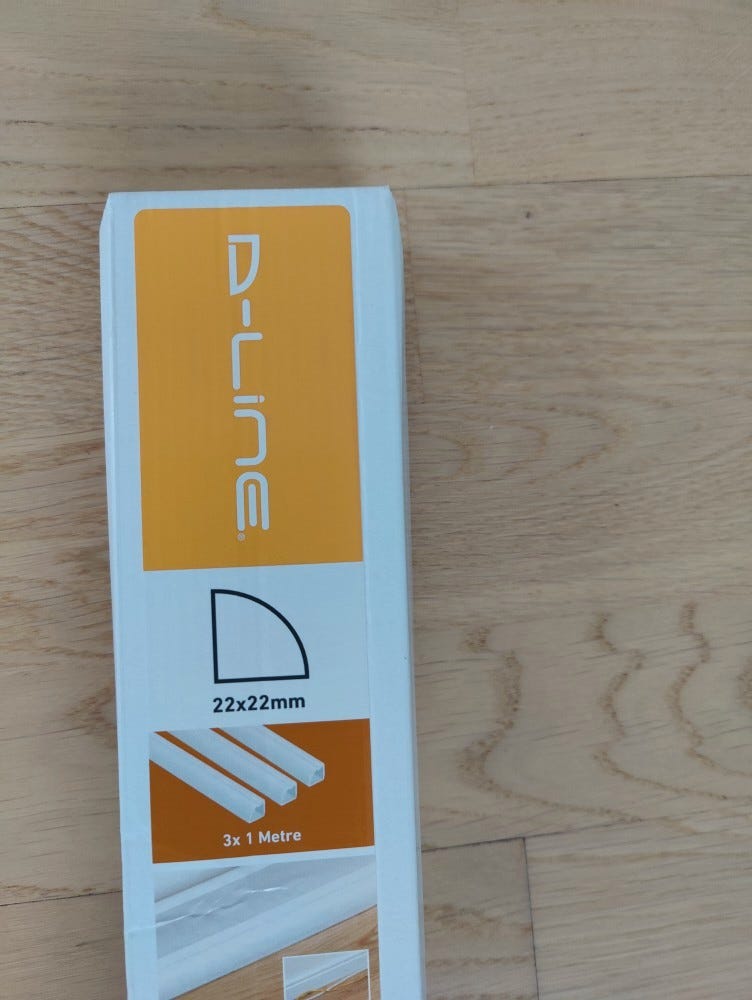 D-Line®
22x22mm
3x 1 Metre